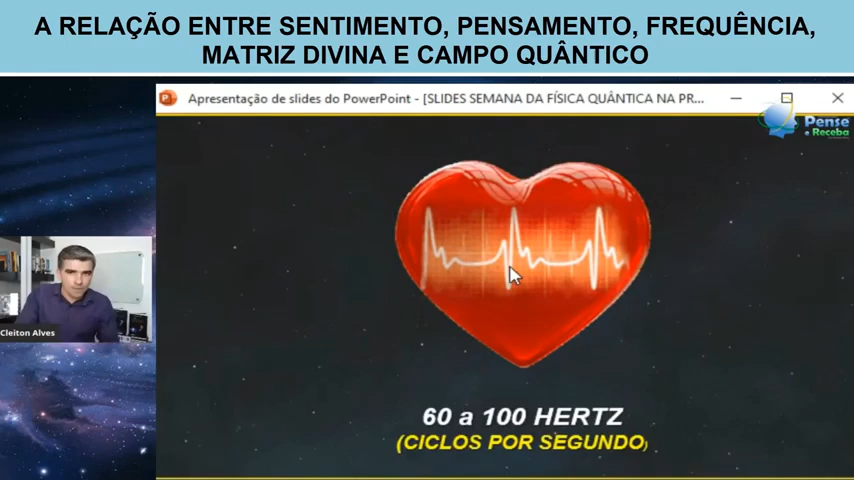 A RELAÇÃO ENTRE SENTIMENTO, PENSAMENTO, FREQUÊNCIA,
MATRIZ DIVINA E CAMPO QUÂNTICO
Apresentação de slides do PowerPoint - [SLIDES SEMANA DA FÍSICA QUÂNTICA NA PR...
Pense
e Receba
Cleiton Alves
60 a 100 HERTZ
(CICLOS POR SEGUNDO)